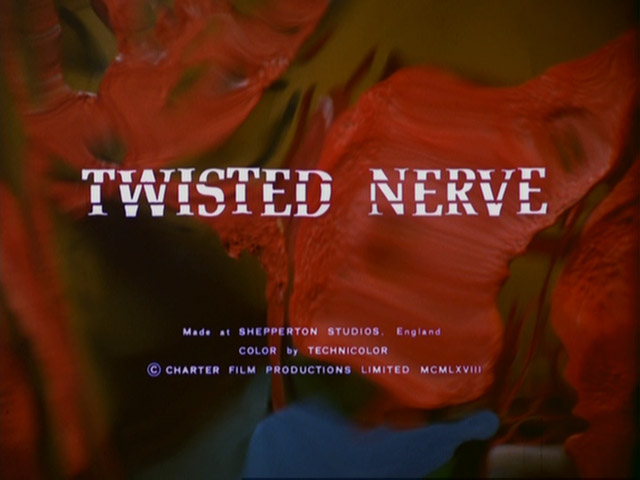 TWISTED NERVE
Made at SHEPPERTON STUDIOS, England
COLOR by TECHNICOLOR
© CHARTER FILM PRODUCTIONS LIMITED MCMLXVIII